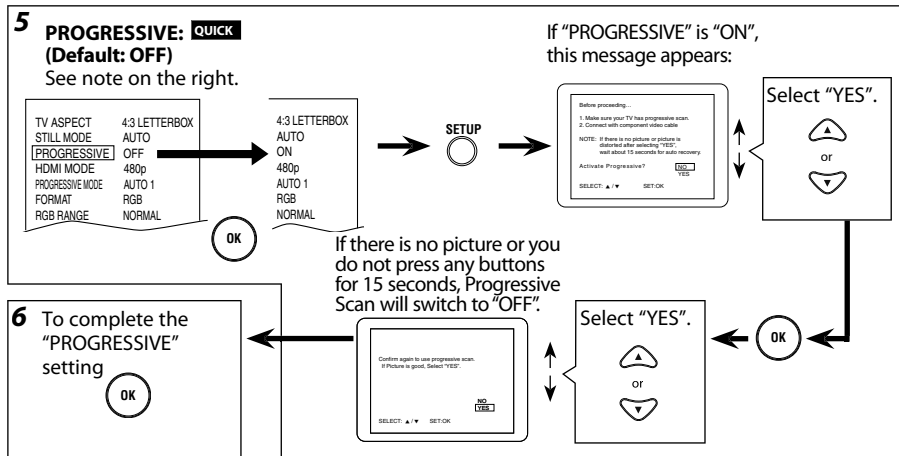 5
PROGRESSIVE: QUICK
(Default: OFF)
See note on the right.
TV ASPECT 4:3 LETTERBOX
STILL MODE AUTO
PROGRESSIVE OFF
HDMI MODE 480p
PROGRESSIVE MODE AUTO 1
FORMAT RGB
RGB RANGE NORMAL
OK
4:3 LETTERBOX
AUTO
ON
480p
AUTO 1
RGB
NORMAL
SETUP
If “PROGRESSIVE” is “ON”,
this message appears:
Before proceeding...
1. Make sure your TV has progressive scan.
2. Connect with component video cable
NOTE: If there is no picture or picture is
distorted after selecting "YES",
wait about 15 seconds for auto recovery.
Activate Progressive? NO
YES
SELECT: ▲ / ▼ SET:OK
Select “YES”.
or
OK
Select “YES”.
or
If there is no picture or you
do not press any buttons
for 15 seconds, Progressive
Scan will switch to “OFF”.
Confirm again to use progressive scan.
If Picture is good, Select "YES".
NO
YES
SELECT: ▲ / ▼ SET:OK
6 To complete the
“PROGRESSIVE”
setting
OK